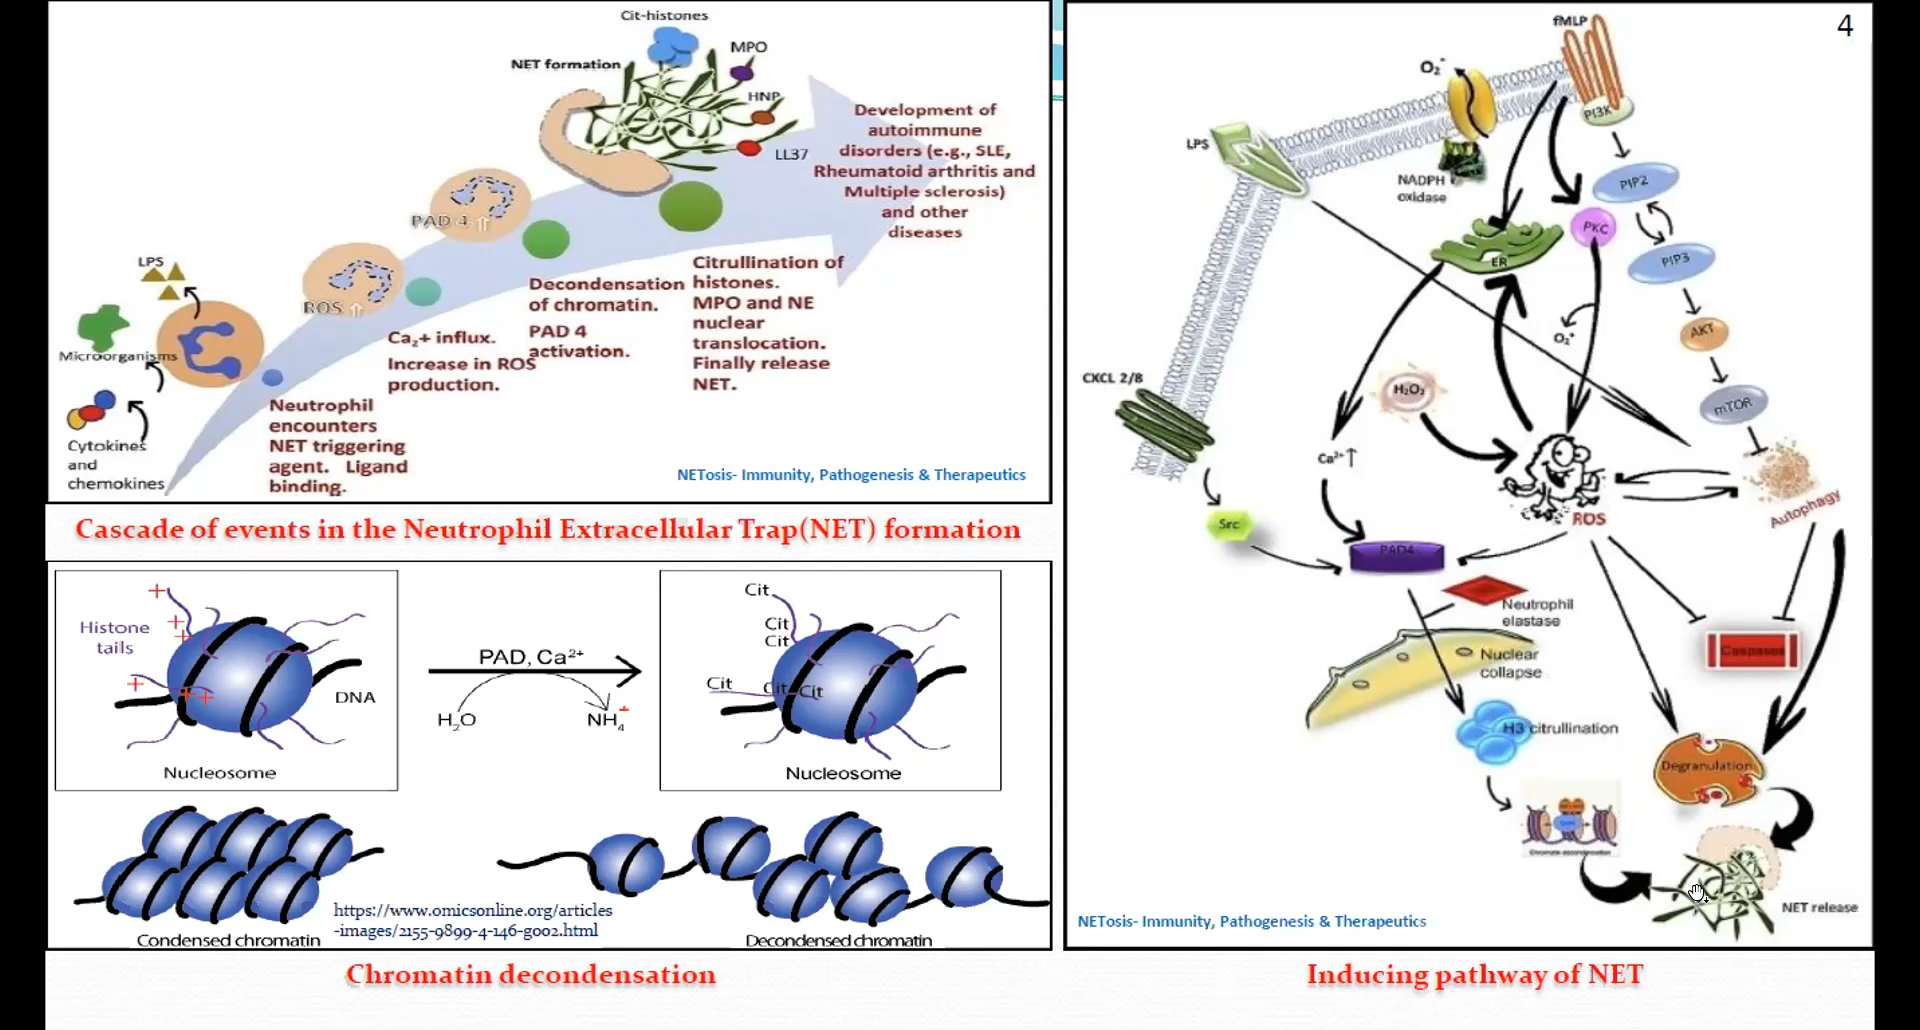 Cit-histones
NET formation
MPO
HNP
LL37
PAD 4 ⇧
LPS
ROS ⇧
Microorganisms
Cytokines
and
chemokines
Neutrophil
encounters
NET triggering
agent. Ligand
binding.
Ca₂+ influx.
Increase in ROS
production.
Decondensation
of chromatin.
PAD 4
activation.
Citrullination of
histones.
MPO and NE
nuclear
translocation.
Finally release
NET.
Development of
autoimmune
disorders (e.g., SLE,
Rheumatoid arthritis and
Multiple sclerosis)
and other
diseases
NETosis- Immunity, Pathogenesis & Therapeutics
Cascade of events in the Neutrophil Extracellular Trap(NET) formation
Histone
tails
+
+
+
+
+
+
DNA
Nucleosome
PAD, Ca²⁺
H₂O
NH₄⁺
Cit
Cit
Cit
Cit
Cit
Cit
Nucleosome
Condensed chromatin
https://www.omicsonline.org/articles
-images/2155-9899-4-146-g002.html
Decondensed chromatin
Chromatin decondensation
4
fMLP
O₂⁻
PI3K
LPS
NADPH
oxidase
PIP2
PKC
ER
PIP3
AKT
mTOR
H₂O₂
CXCL 2/8
Ca²⁺↑
ROS
Autophagy
Src
PAD4
Neutrophil
elastase
Nuclear
collapse
Caspases
H3 citrullination
Degranulation
Chromatin decondensation
NET release
NETosis- Immunity, Pathogenesis & Therapeutics
Inducing pathway of NET